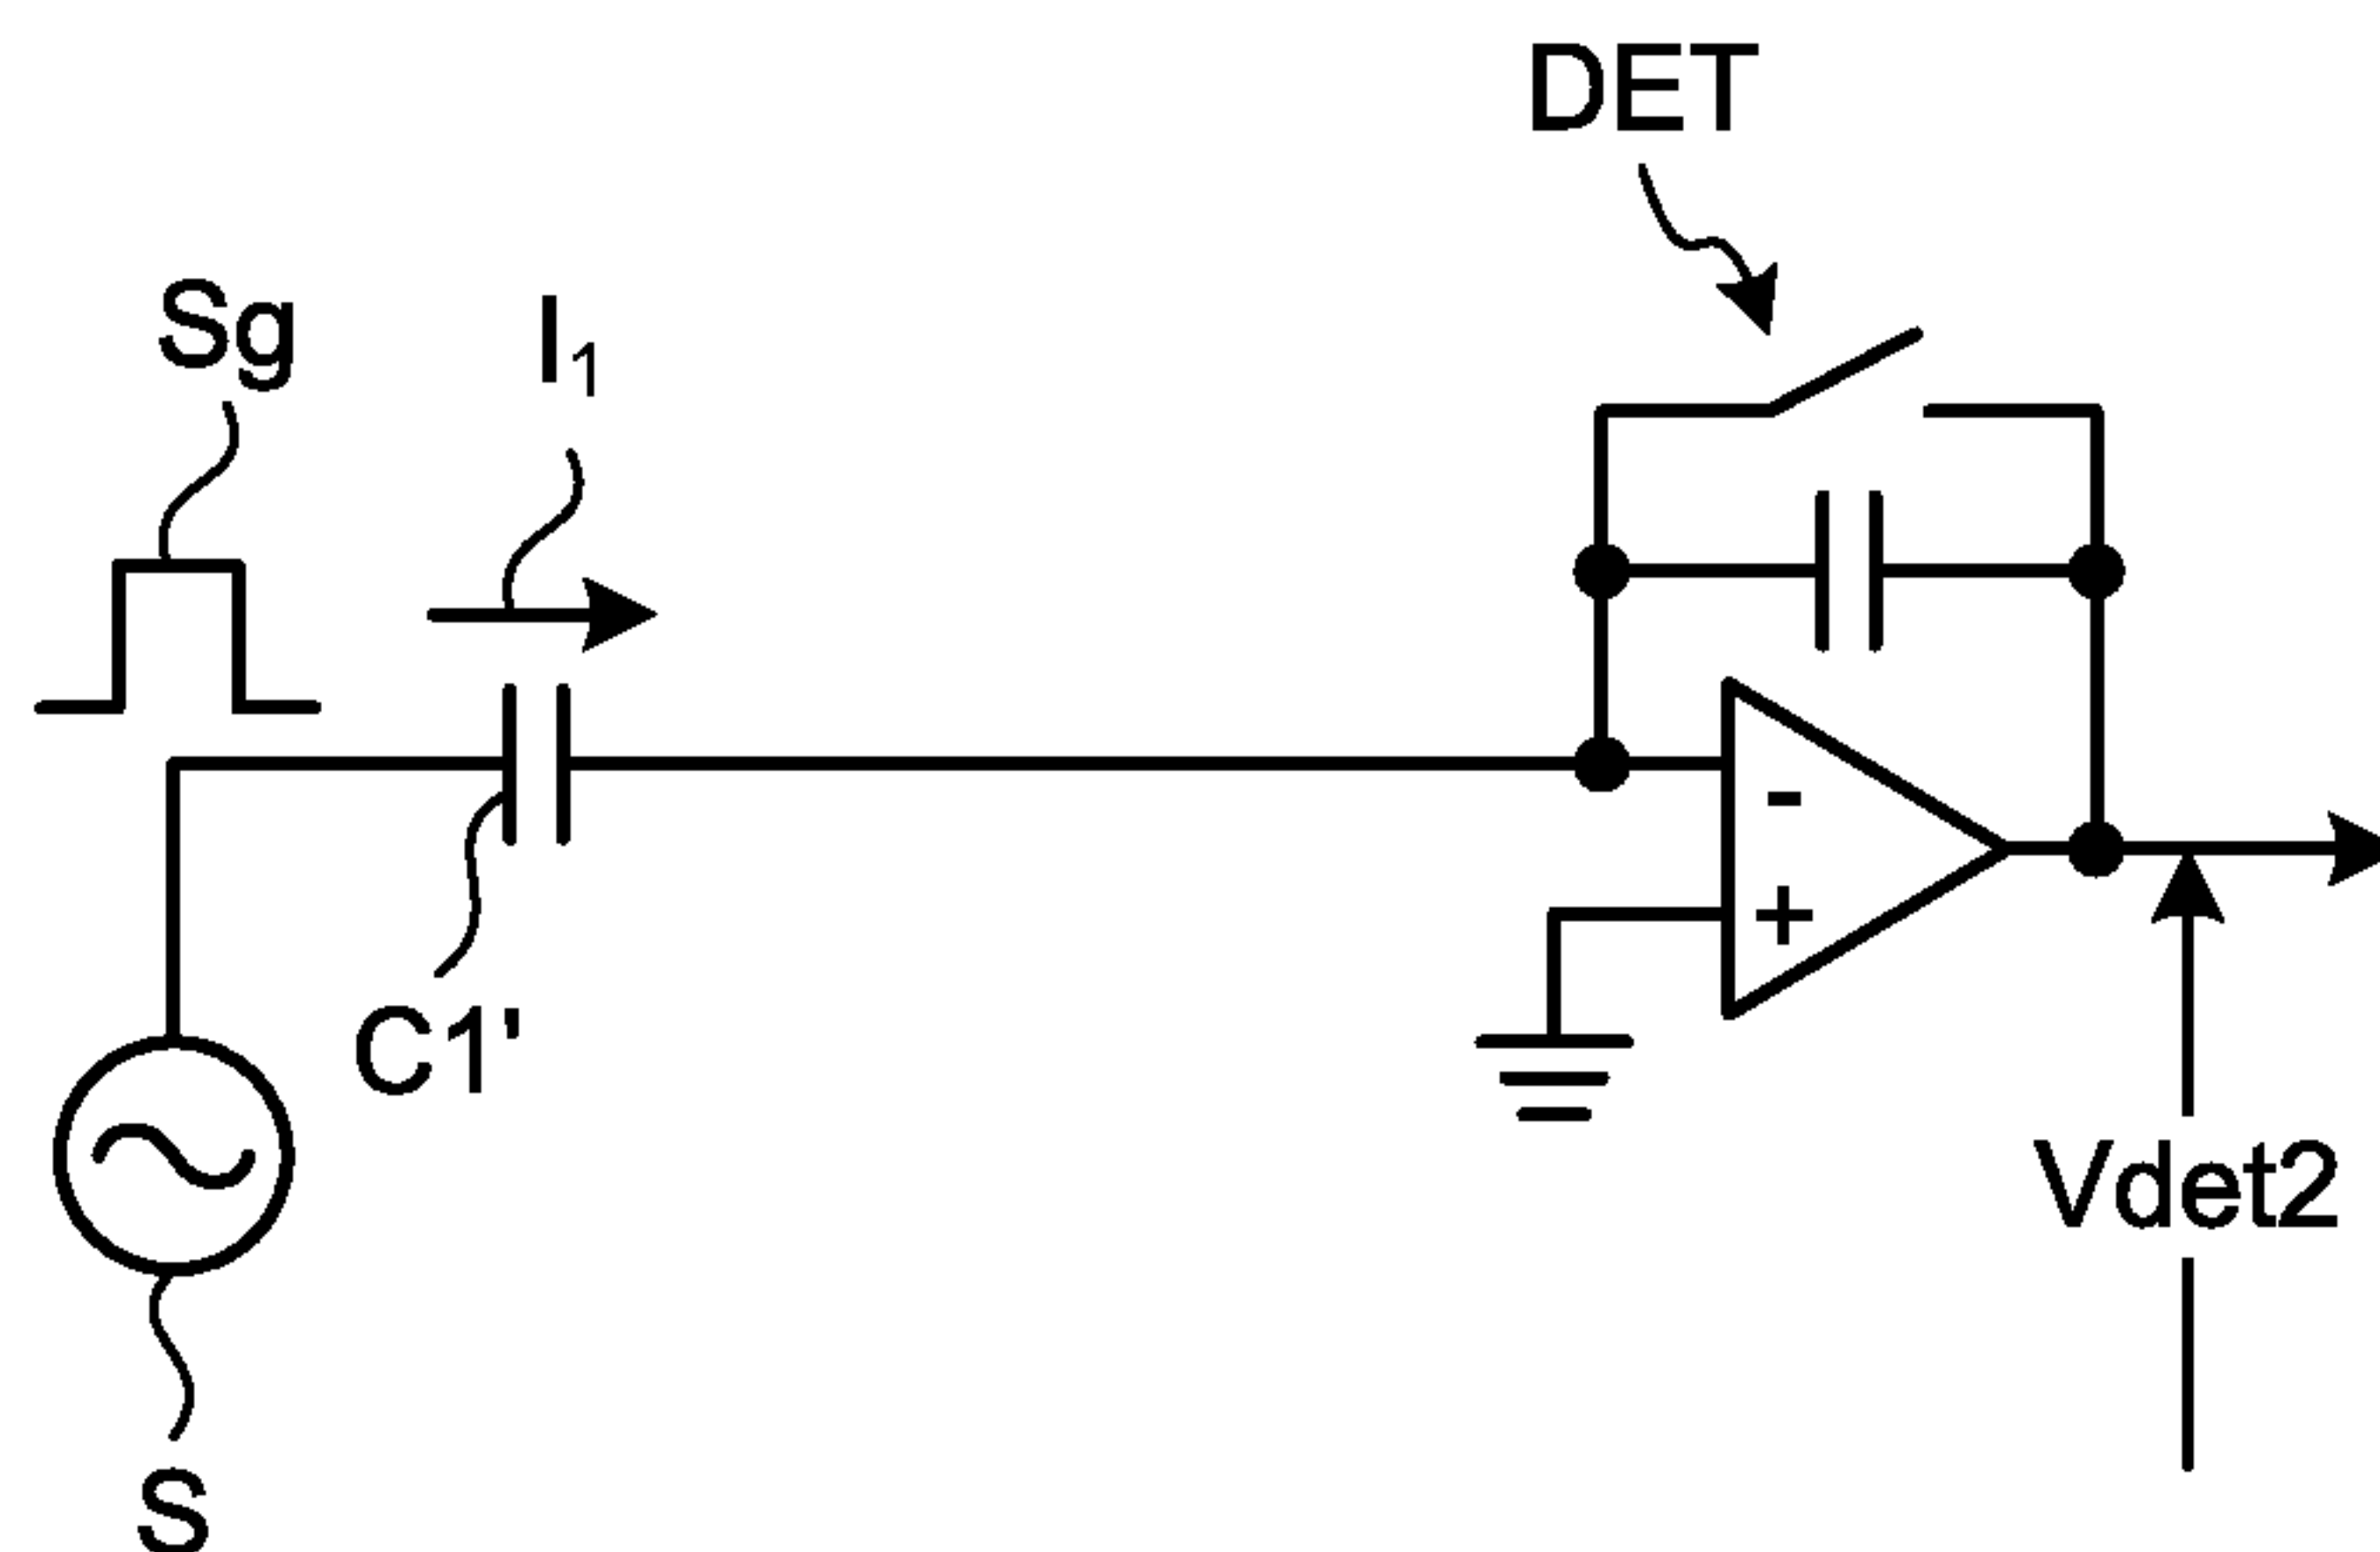 DET
Sg
I₁
-
+
C1'
Vdet2
S